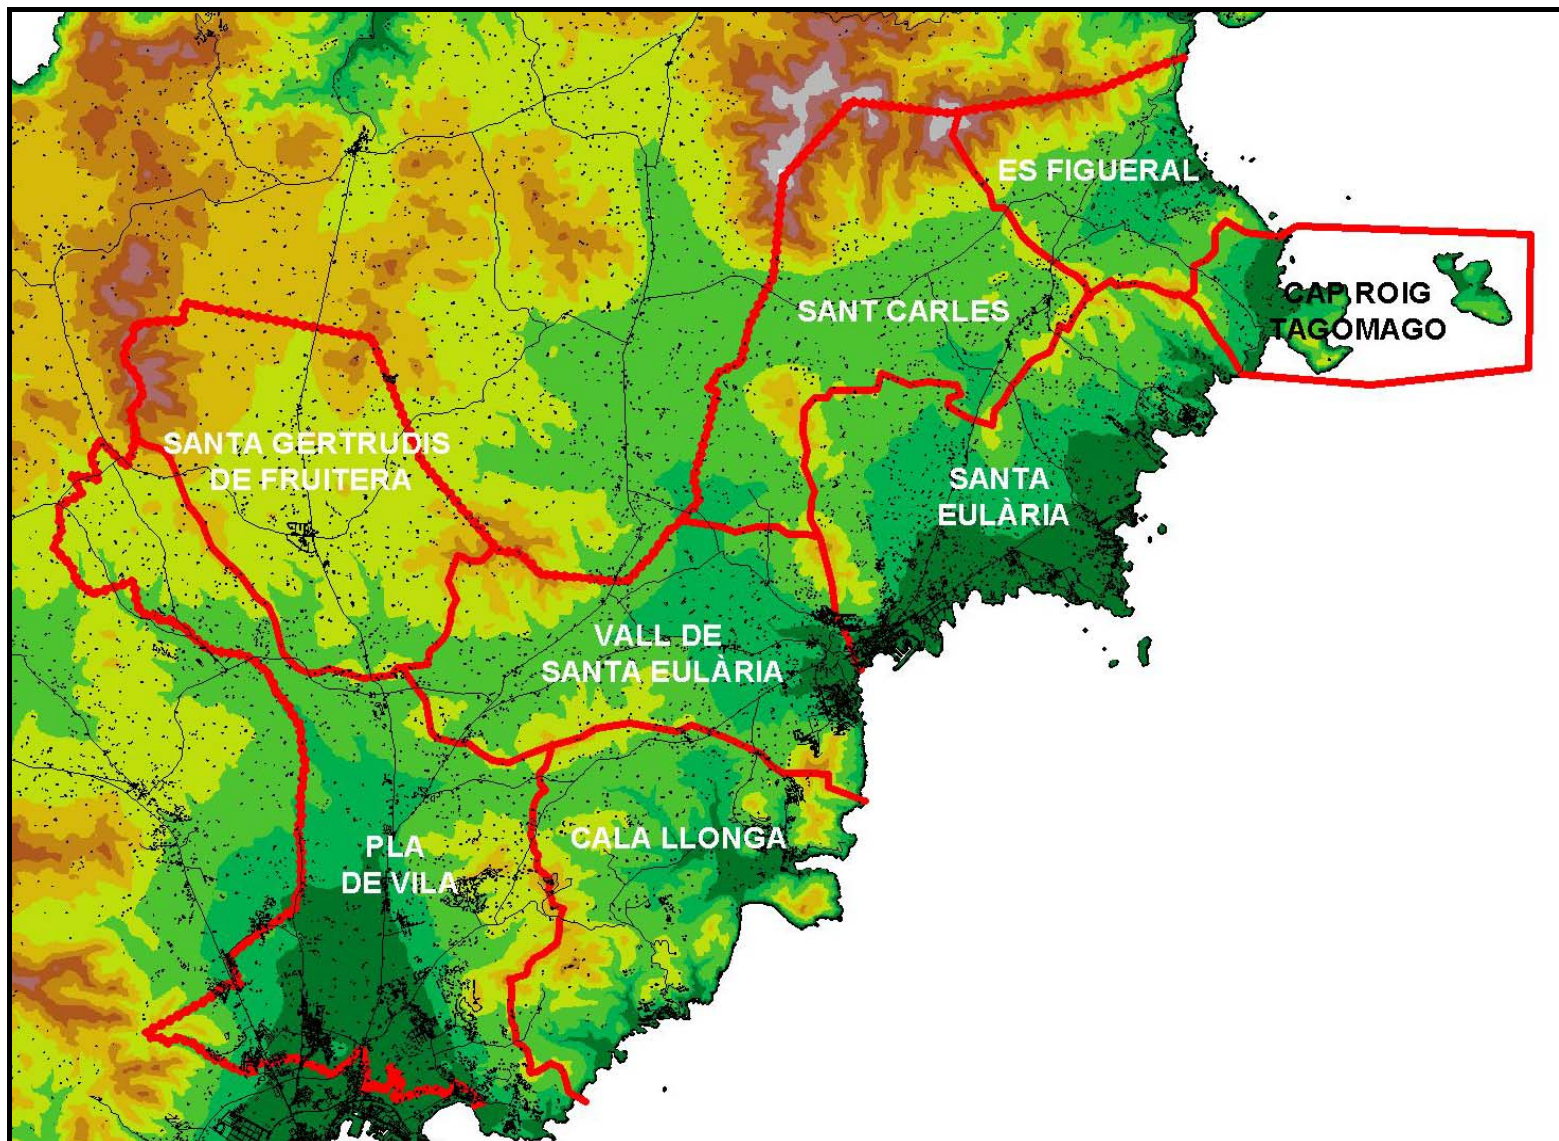 ES FIGUERAL
SANT CARLES
CAP ROIG
TAGOMAGO
SANTA GERTRUDIS
DE FRUITERA
SANTA
EULÀRIA
VALL DE
SANTA EULÀRIA
PLA
DE VILA
CALA LLONGA